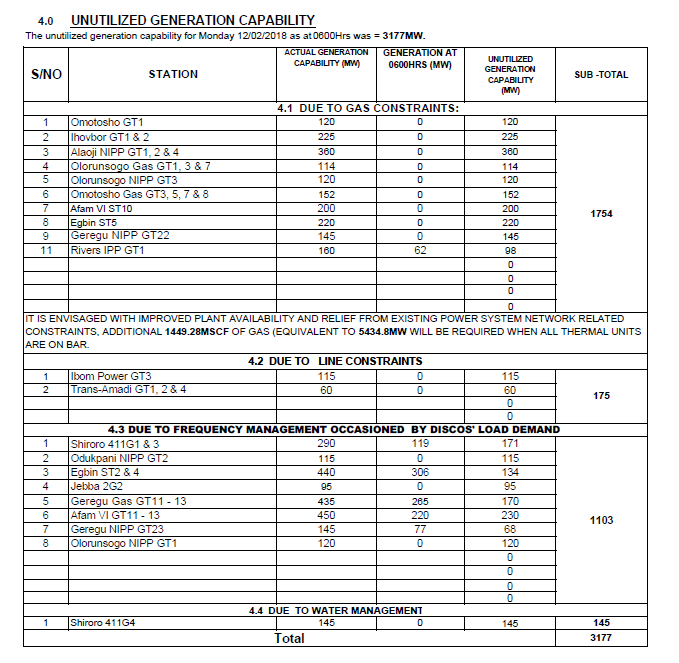 4.0 UNUTILIZED GENERATION CAPABILITY
The unutilized generation capability for Monday 12/02/2018 as at 0600Hrs was = 3177MW.
S/NO STATION ACTUAL GENERATION CAPABILITY (MW) GENERATION AT 0600HRS (MW) UNUTILIZED GENERATION CAPABILITY (MW) SUB -TOTAL
4.1 DUE TO GAS CONSTRAINTS:
1 Omotosho GT1 120 0 120
2 Ihovbor GT1 & 2 225 0 225
3 Alaoji NIPP GT1, 2 & 4 360 0 360
4 Olorunsogo Gas GT1, 3 & 7 114 0 114
5 Olorunsogo NIPP GT3 120 0 120
6 Omotosho Gas GT3, 5, 7 & 8 152 0 152
7 Afam VI ST10 200 0 200
1754
8 Egbin ST5 220 0 220
9 Geregu NIPP GT22 145 0 145
11 Rivers IPP GT1 160 62 98
0
0
0
0
IT IS ENVISAGED WITH IMPROVED PLANT AVAILABILITY AND RELIEF FROM EXISTING POWER SYSTEM NETWORK RELATED
CONSTRAINTS, ADDITIONAL 1449.28MSCF OF GAS (EQUIVALENT TO 5434.8MW WILL BE REQUIRED WHEN ALL THERMAL UNITS
ARE ON BAR.
4.2 DUE TO LINE CONSTRAINTS
1 Ibom Power GT3 115 0 115
2 Trans-Amadi GT1, 2 & 4 60 0 60
175
0
0
4.3 DUE TO FREQUENCY MANAGEMENT OCCASIONED BY DISCOS' LOAD DEMAND
1 Shiroro 411G1 & 3 290 119 171
2 Odukpani NIPP GT2 115 0 115
3 Egbin ST2 & 4 440 306 134
4 Jebba 2G2 95 0 95
5 Geregu Gas GT11 - 13 435 265 170
6 Afam VI GT11 - 13 450 220 230
1103
7 Geregu NIPP GT23 145 77 68
8 Olorunsogo NIPP GT1 120 0 120
0
0
0
0
4.4 DUE TO WATER MANAGEMENT
1 Shiroro 411G4 145 0 145 145
Total 3177